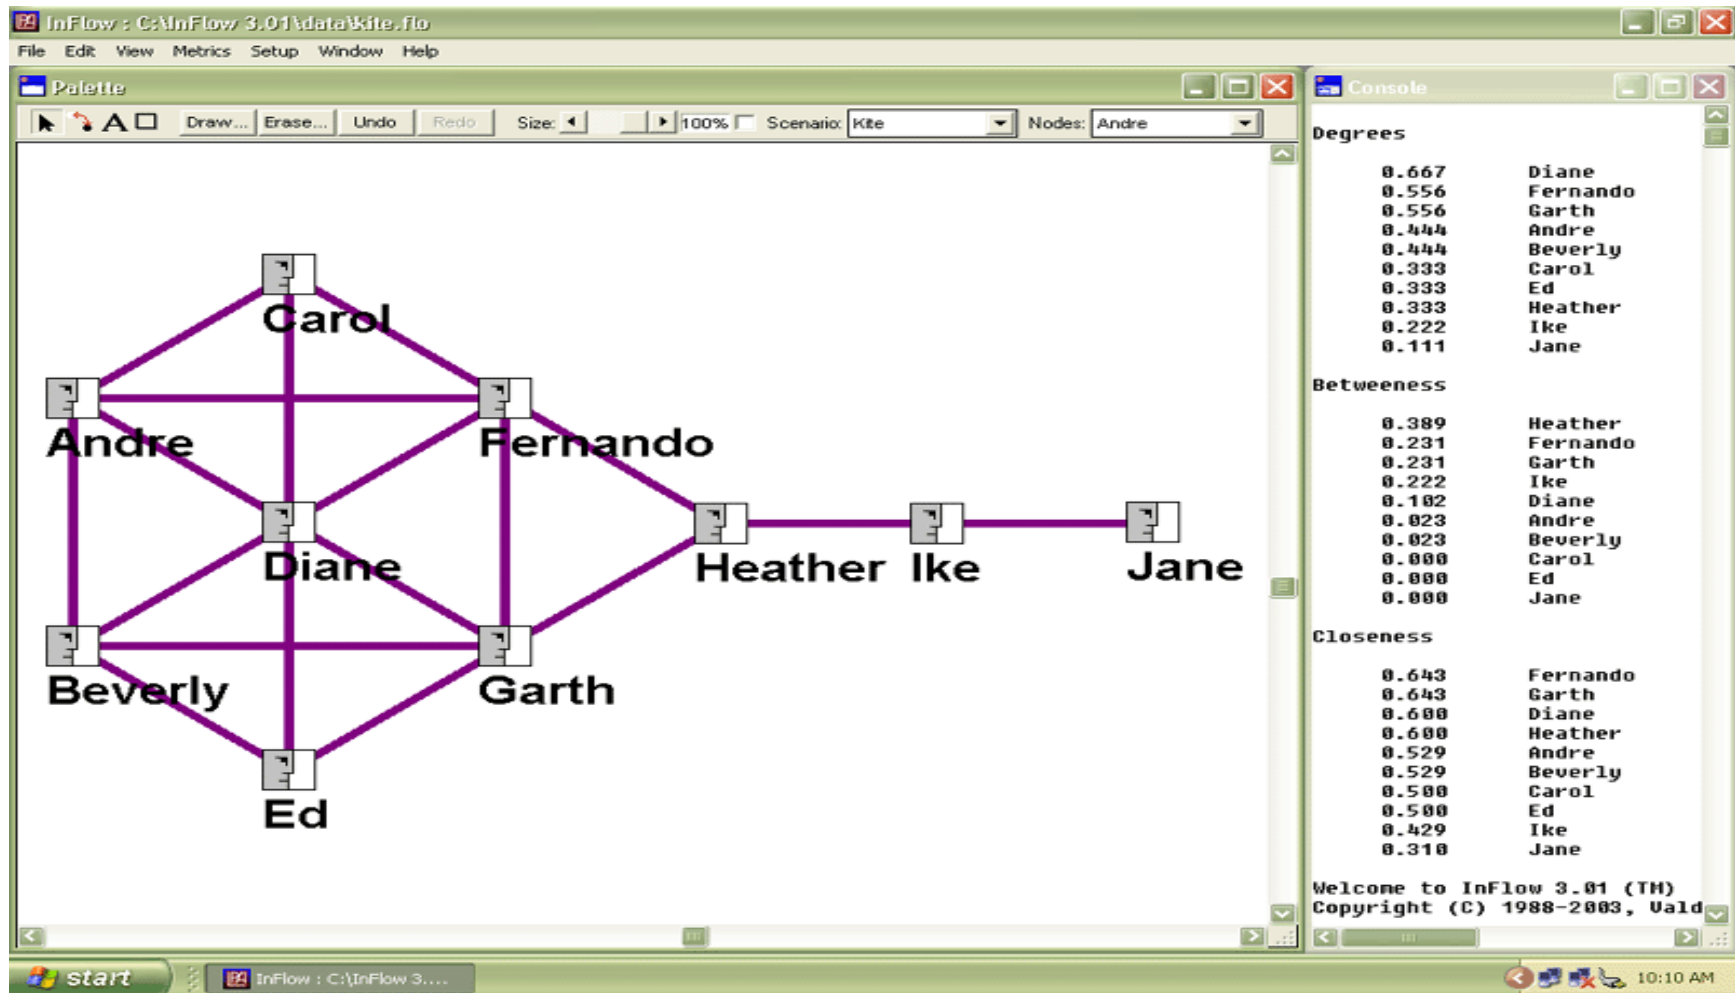 InFlow : C:\InFlow 3.01\data\kite.flo
File Edit View Metrics Setup Window Help
Palette
A Draw... Erase... Undo Redo Size: 100% Scenario: Kite Nodes: Andre
Carol
Andre
Fernando
Diane
Heather
Ike
Jane
Beverly
Garth
Ed
Console
Degrees
0.667 Diane
0.556 Fernando
0.556 Garth
0.444 Andre
0.444 Beverly
0.333 Carol
0.333 Ed
0.333 Heather
0.222 Ike
0.111 Jane
Betweeness
0.389 Heather
0.231 Fernando
0.231 Garth
0.222 Ike
0.102 Diane
0.023 Andre
0.023 Beverly
0.000 Carol
0.000 Ed
0.000 Jane
Closeness
0.643 Fernando
0.643 Garth
0.600 Diane
0.600 Heather
0.529 Andre
0.529 Beverly
0.500 Carol
0.500 Ed
0.429 Ike
0.310 Jane
Welcome to InFlow 3.01 (TM)
Copyright (C) 1988-2003, Vald
start
InFlow : C:\InFlow 3....
10:10 AM